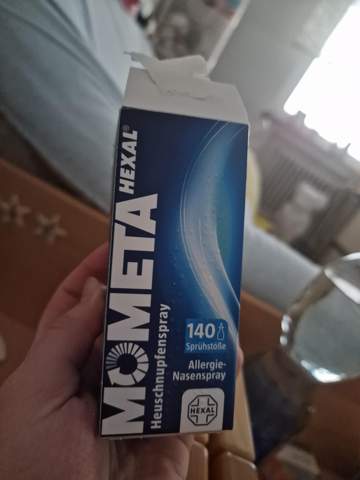 MOMETA
HEXAL®
Heuschnupfenspray
140
Sprühstöße
Allergie-
Nasenspray
HEXAL